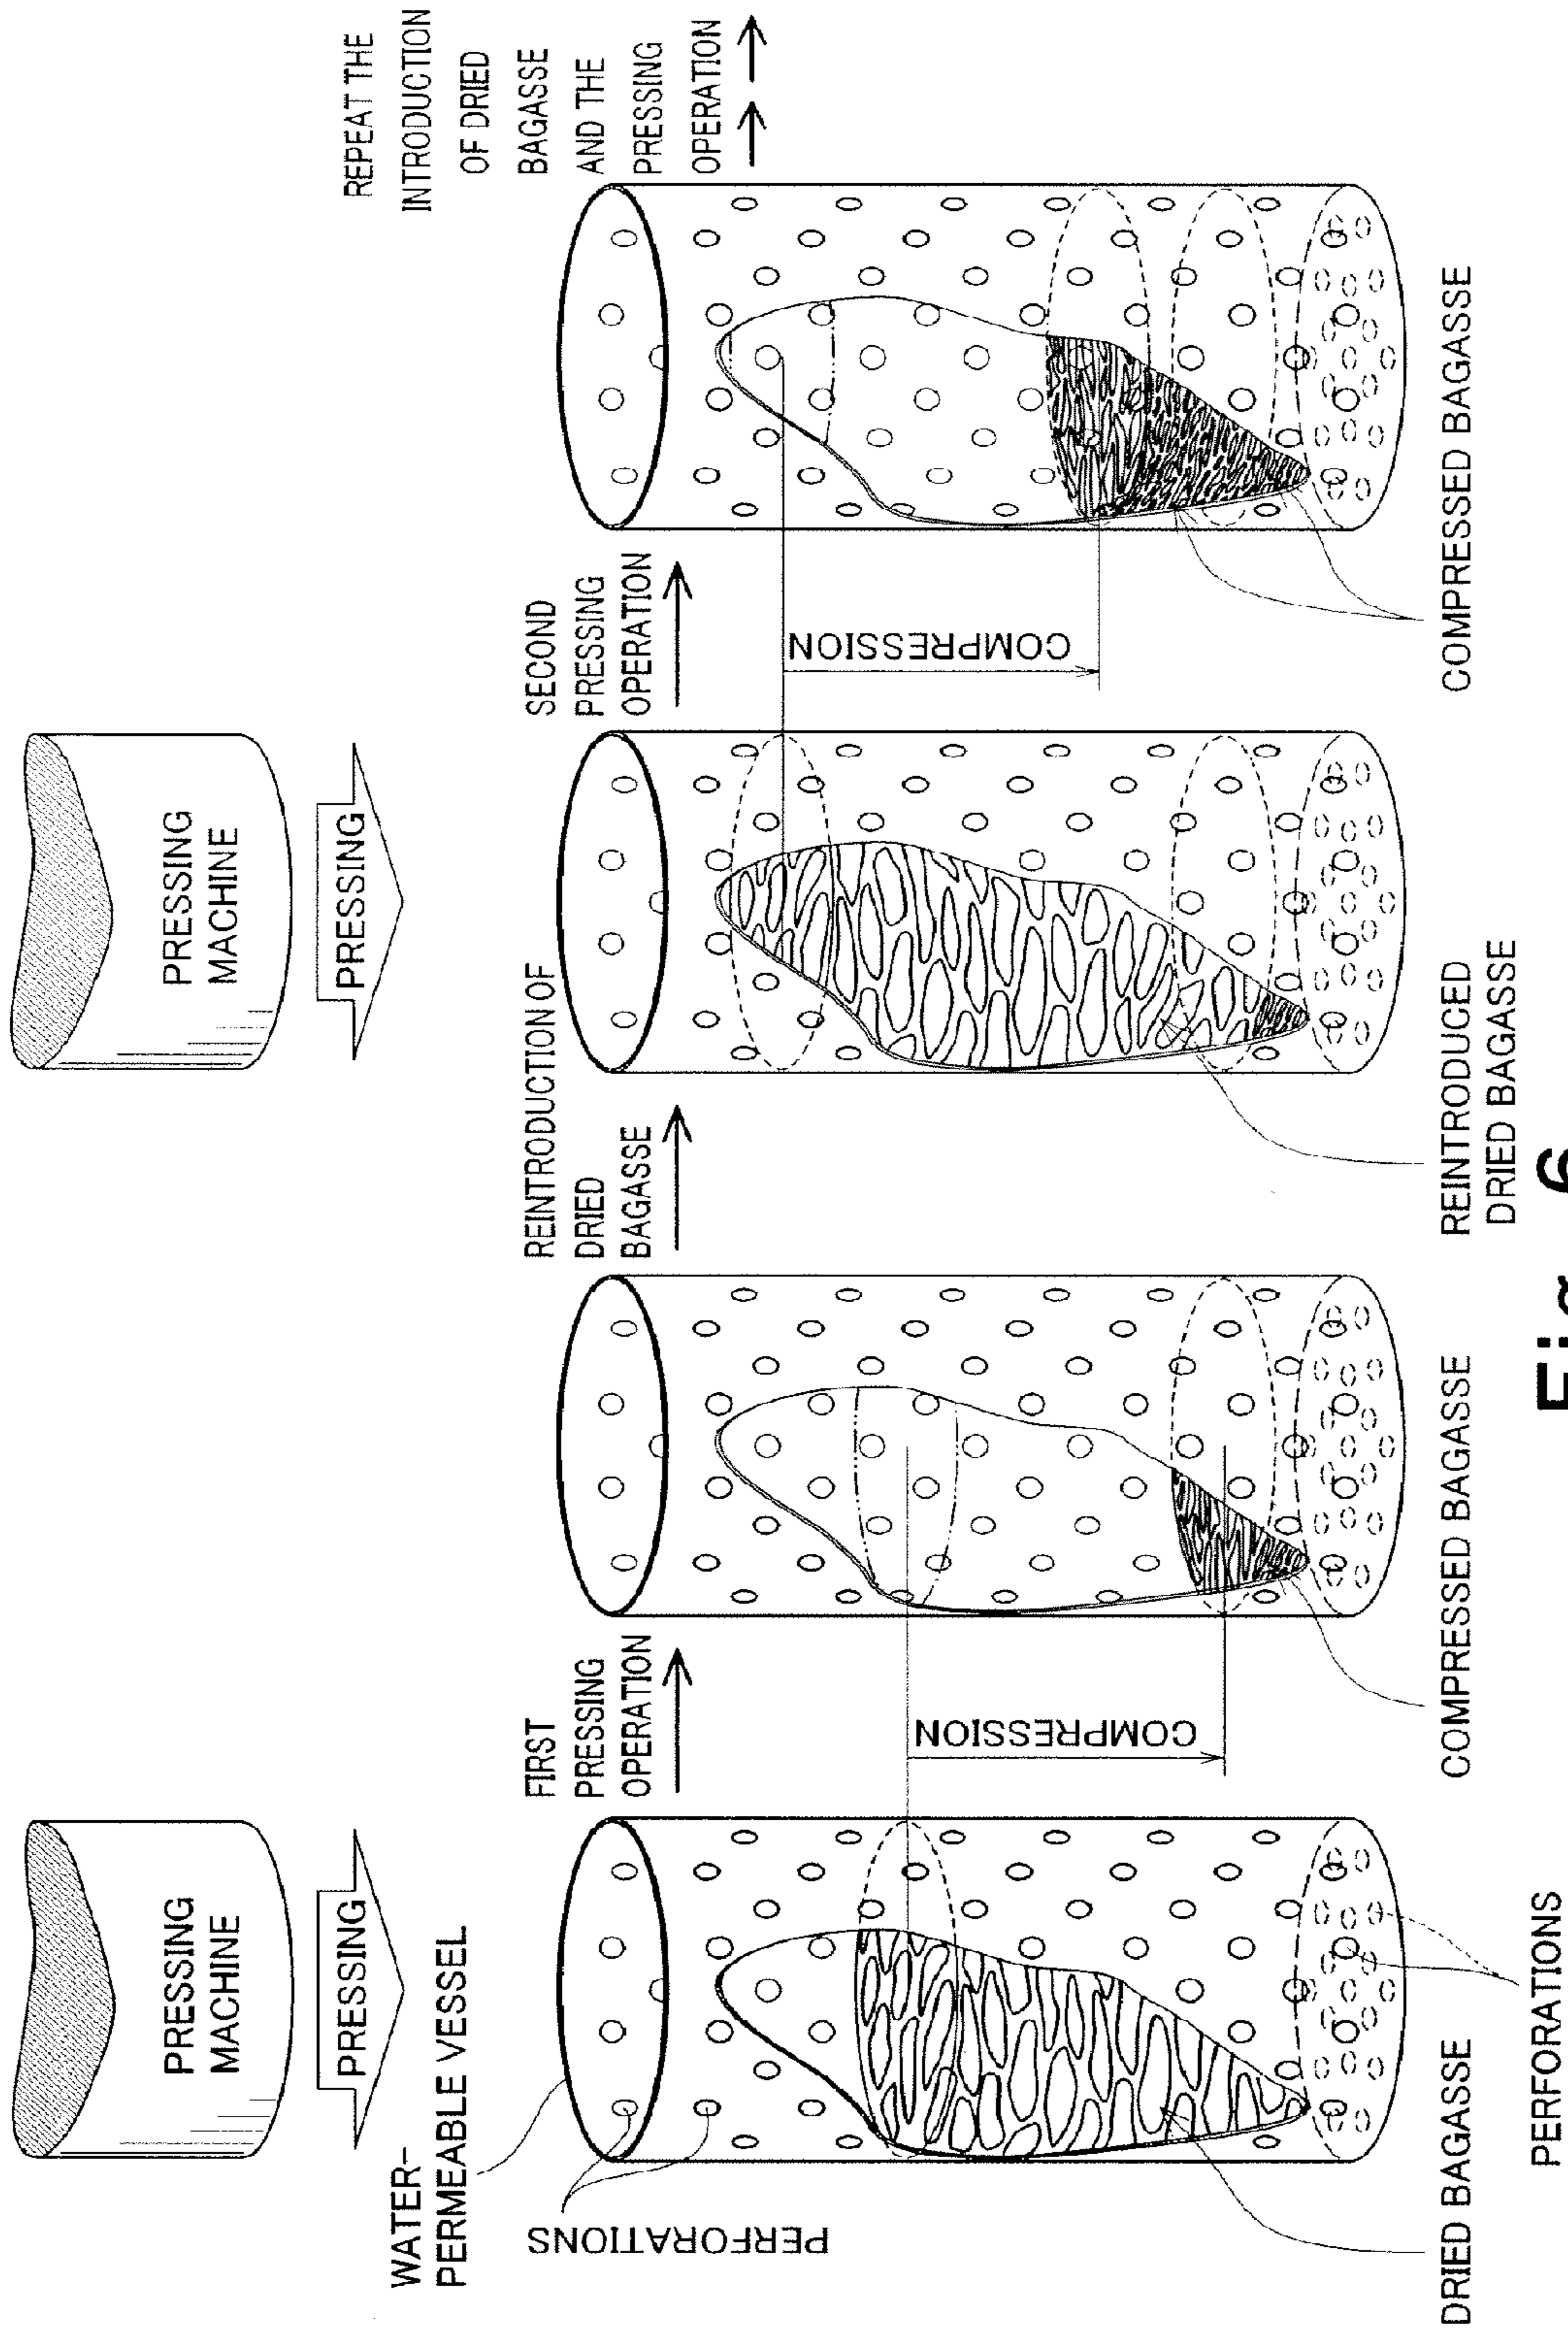 PRESSING
MACHINE
PRESSING
WATER-
PERMEABLE VESSEL
PERFORATIONS
DRIED BAGASSE
PERFORATIONS
FIRST
PRESSING
OPERATION
COMPRESSION
COMPRESSED BAGASSE
REINTRODUCTION OF
DRIED
BAGASSE
PRESSING
MACHINE
PRESSING
REINTRODUCED
DRIED BAGASSE
SECOND
PRESSING
OPERATION
COMPRESSION
COMPRESSED BAGASSE
REPEAT THE
INTRODUCTION
OF DRIED
BAGASSE
AND THE
PRESSING
OPERATION
Fig. 6